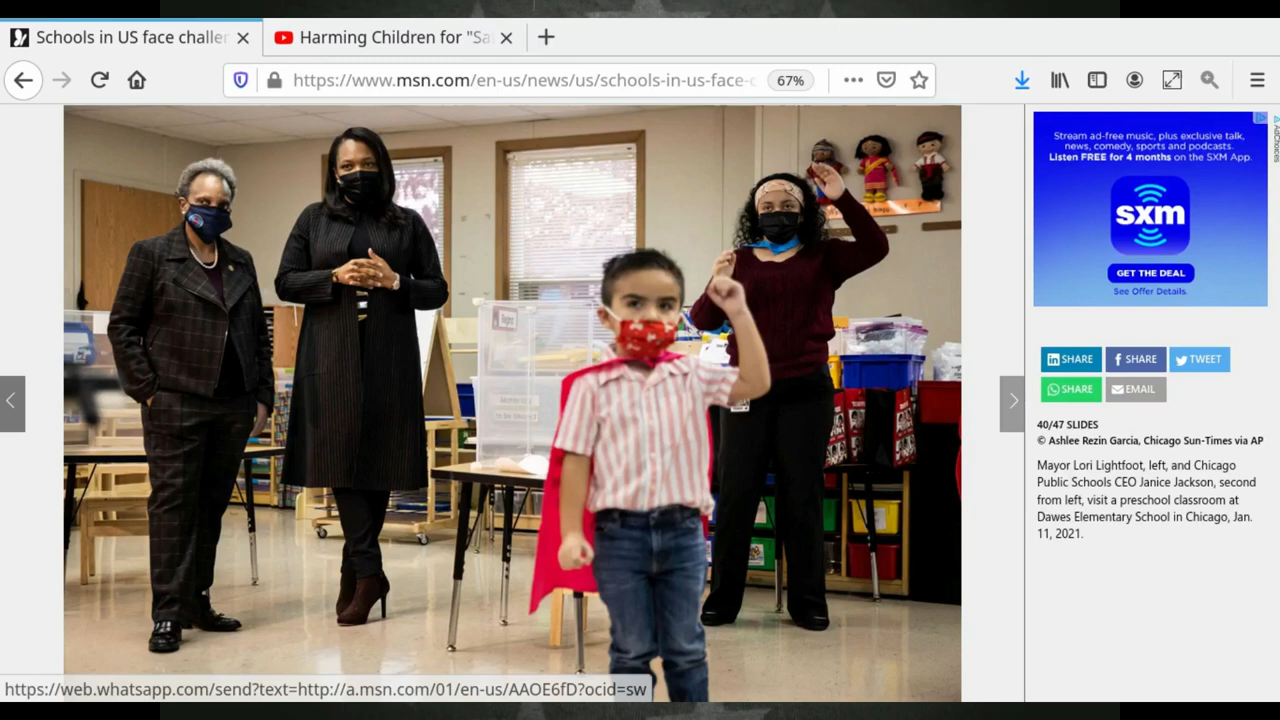 Schools in US face challer
Harming Children for "Sa
https://www.msn.com/en-us/news/us/schools-in-us-face-c
67%
Stream ad-free music, plus exclusive talk,
news, comedy, sports and podcasts.
Listen FREE for 4 months on the SXM App.
sxm
GET THE DEAL
See Offer Details.
AdChoices
in SHARE
f SHARE
TWEET
SHARE
EMAIL
40/47 SLIDES
© Ashlee Rezin Garcia, Chicago Sun-Times via AP
Mayor Lori Lightfoot, left, and Chicago
Public Schools CEO Janice Jackson, second
from left, visit a preschool classroom at
Dawes Elementary School in Chicago, Jan.
11, 2021.
https://web.whatsapp.com/send?text=http://a.msn.com/01/en-us/AAOE6fD?ocid=sw